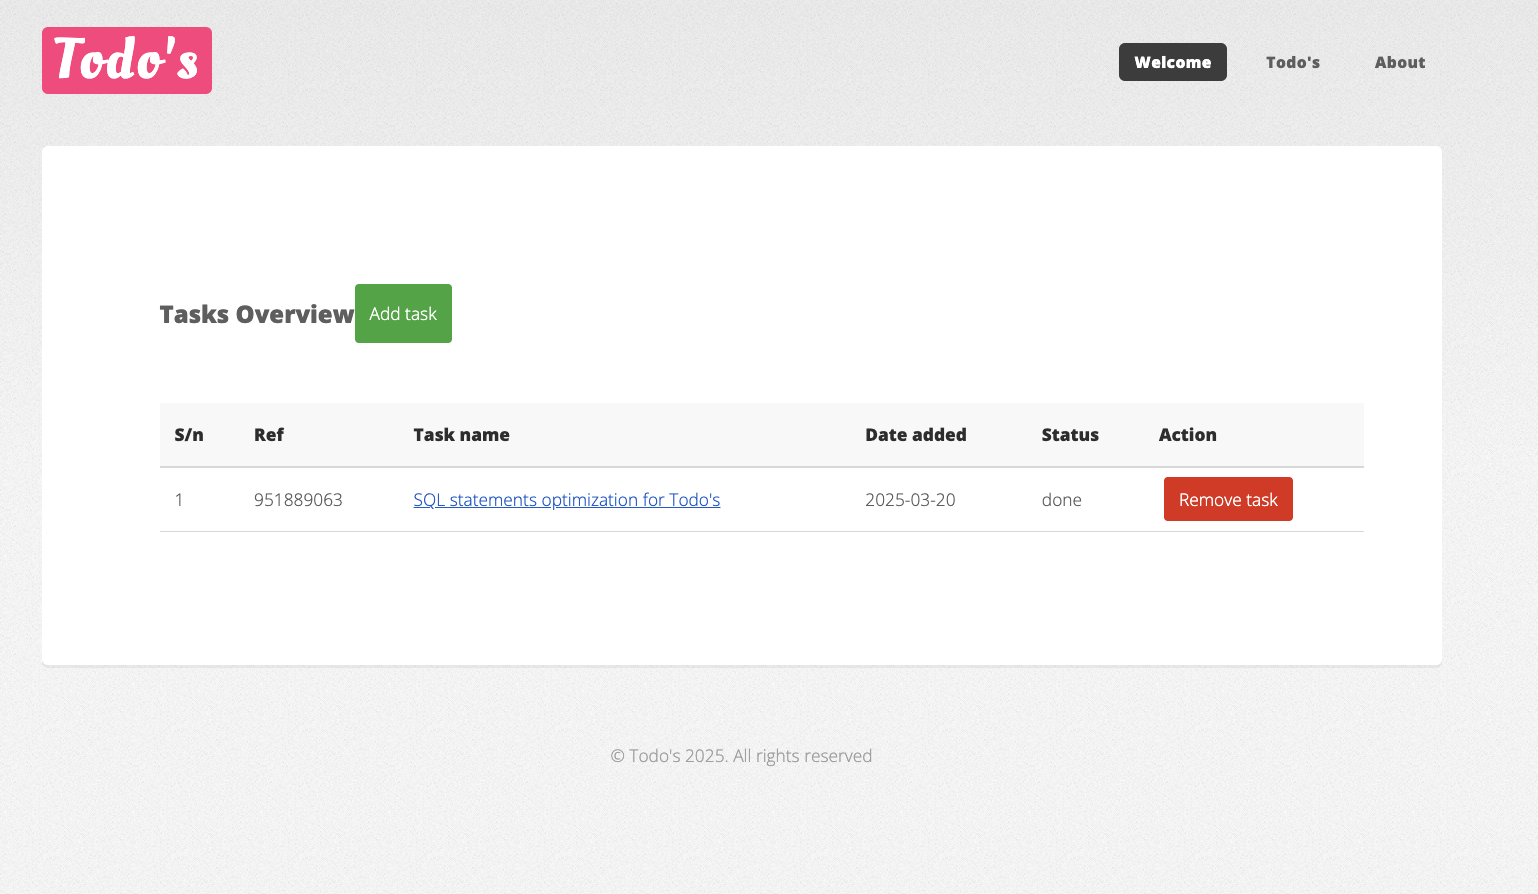 Todo's
Welcome Todo's About
Tasks Overview Add task
S/n Ref Task name Date added Status Action
1 951889063 SQL statements optimization for Todo's 2025-03-20 done Remove task
© Todo's 2025. All rights reserved